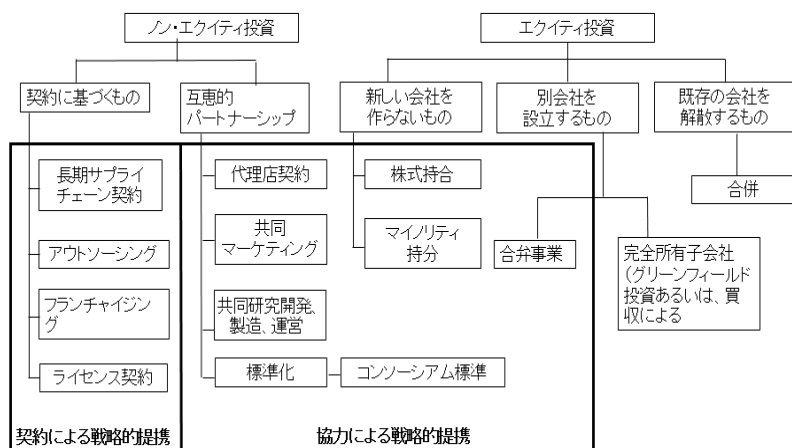 ノン・エクイティ投資
エクイティ投資
契約に基づくもの
互恵的
パートナーシップ
新しい会社を
作らないもの
別会社を
設立するもの
既存の会社を
解散するもの
長期サプライ
チェーン契約
アウトソーシング
フランチャイジン
グ
ライセンス契約
代理店契約
共同
マーケティング
共同研究開発、
製造、運営
標準化
コンソーシアム標準
株式持合
マイノリティ
持分
合弁事業
完全所有子会社
(グリーンフィールド
投資あるいは、買
収による
合併
契約による戦略的提携
協力による戦略的提携